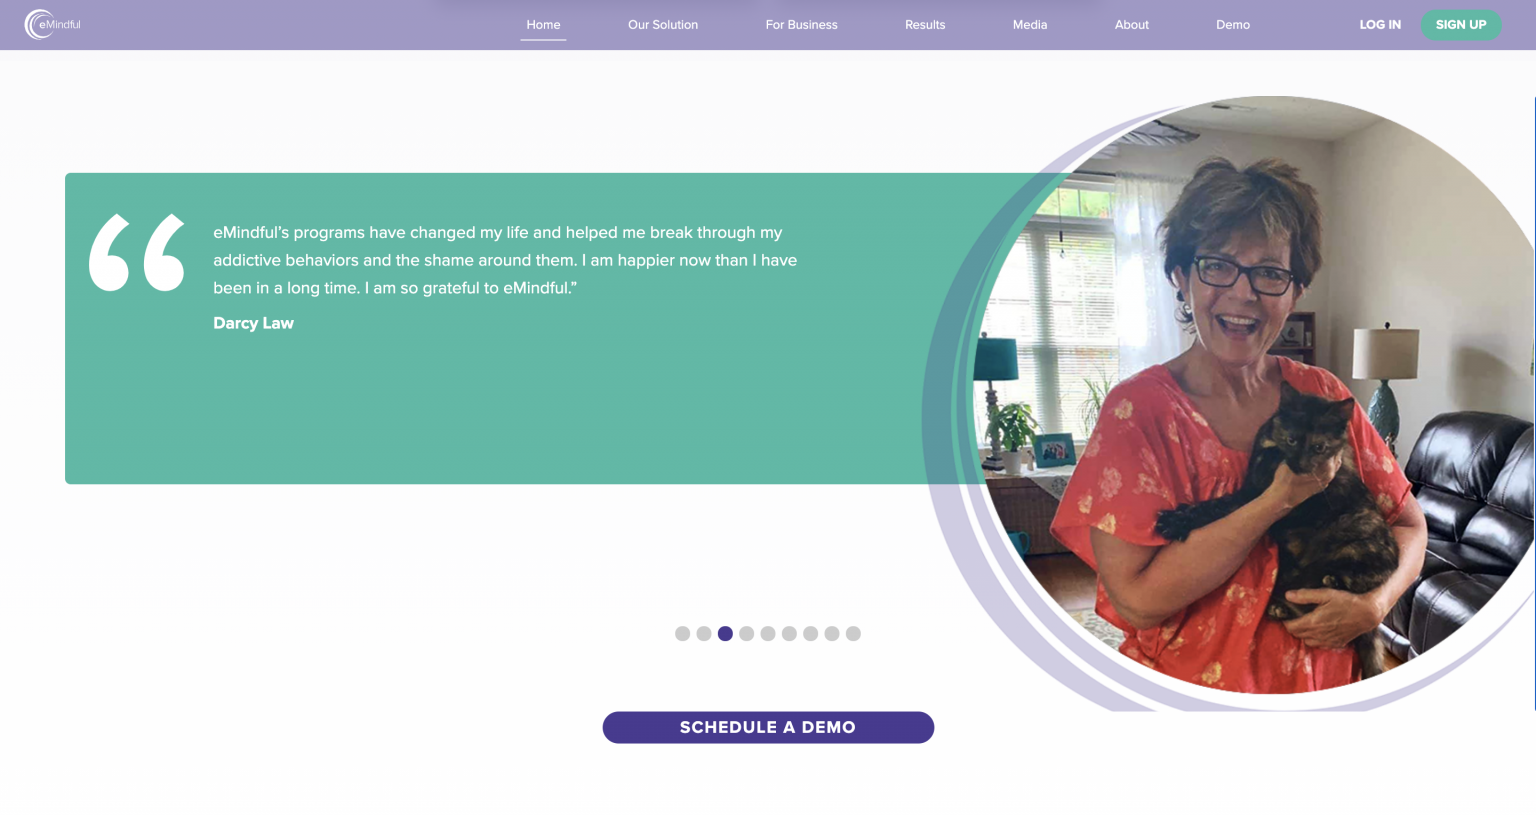 eMindful
Home
Our Solution
For Business
Results
Media
About
Demo
LOG IN
SIGN UP
eMindful’s programs have changed my life and helped me break through my
addictive behaviors and the shame around them. I am happier now than I have
been in a long time. I am so grateful to eMindful.”
Darcy Law
SCHEDULE A DEMO